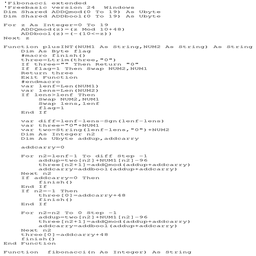 'Fibonacci extended
'Freebasic version 24  Windows
Dim Shared ADDQmod(0 To 19) As Ubyte
Dim Shared ADDbool(0 To 19) As Ubyte
For z As Integer=0 To 19
ADDQmod(z)=(z Mod 10+48)
ADDbool(z)=(-(10<=z))
Next z
Function plusINT(NUM1 As String,NUM2 As String) As String
Dim As Byte flag
#macro finish()
three=Ltrim(three,"0")
If three="" Then Return "0"
If flag=1 Then Swap NUM2,NUM1
Return three
Exit Function
#endmacro
var lenf=Len(NUM1)
var lens=Len(NUM2)
If lens>lenf Then
Swap NUM2,NUM1
Swap lens,lenf
flag=1
End If
var diff=lenf-lens-Sgn(lenf-lens)
var three="0"+NUM1
var two=String(lenf-lens,"0")+NUM2
Dim As Integer n2
Dim As Ubyte addup,addcarry
addcarry=0
For n2=lenf-1 To diff Step -1
addup=two[n2]+NUM1[n2]-96
three[n2+1]=addQmod(addup+addcarry)
addcarry=addbool(addup+addcarry)
Next n2
If addcarry=0 Then
finish()
End If
If n2=-1 Then
three[0]=addcarry+48
finish()
End If
For n2=n2 To 0 Step -1
addup=two[n2]+NUM1[n2]-96
three[n2+1]=addQmod(addup+addcarry)
addcarry=addbool(addup+addcarry)
Next n2
three[0]=addcarry+48
finish()
End Function
Function  fibonacci(n As Integer) As String